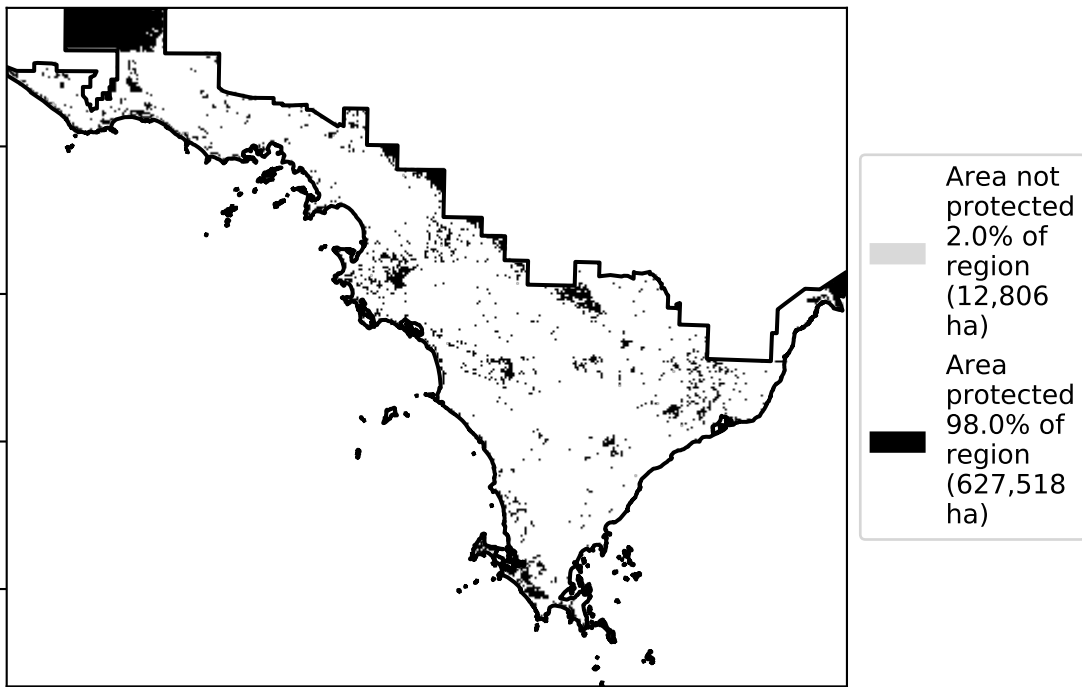 Area not
protected
2.0% of
region
(12,806
ha)
Area
protected
98.0% of
region
(627,518
ha)